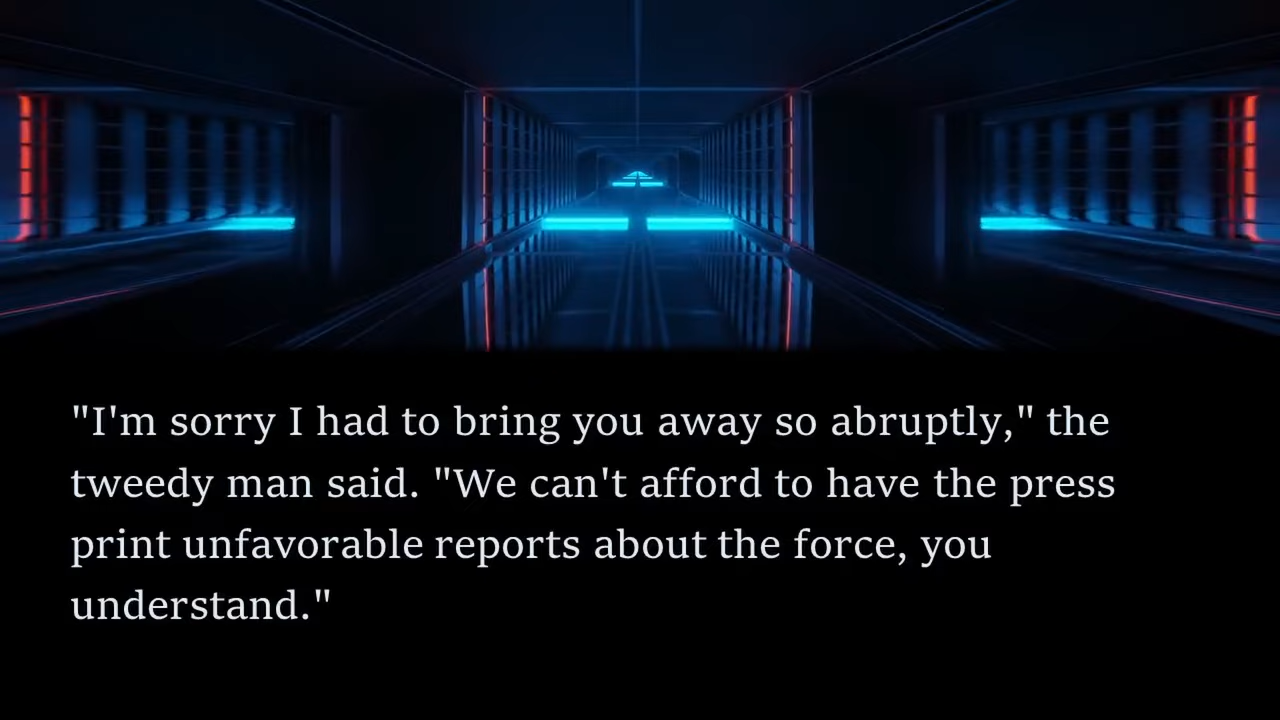 "I'm sorry I had to bring you away so abruptly," the
tweedy man said. "We can't afford to have the press
print unfavorable reports about the force, you
understand."